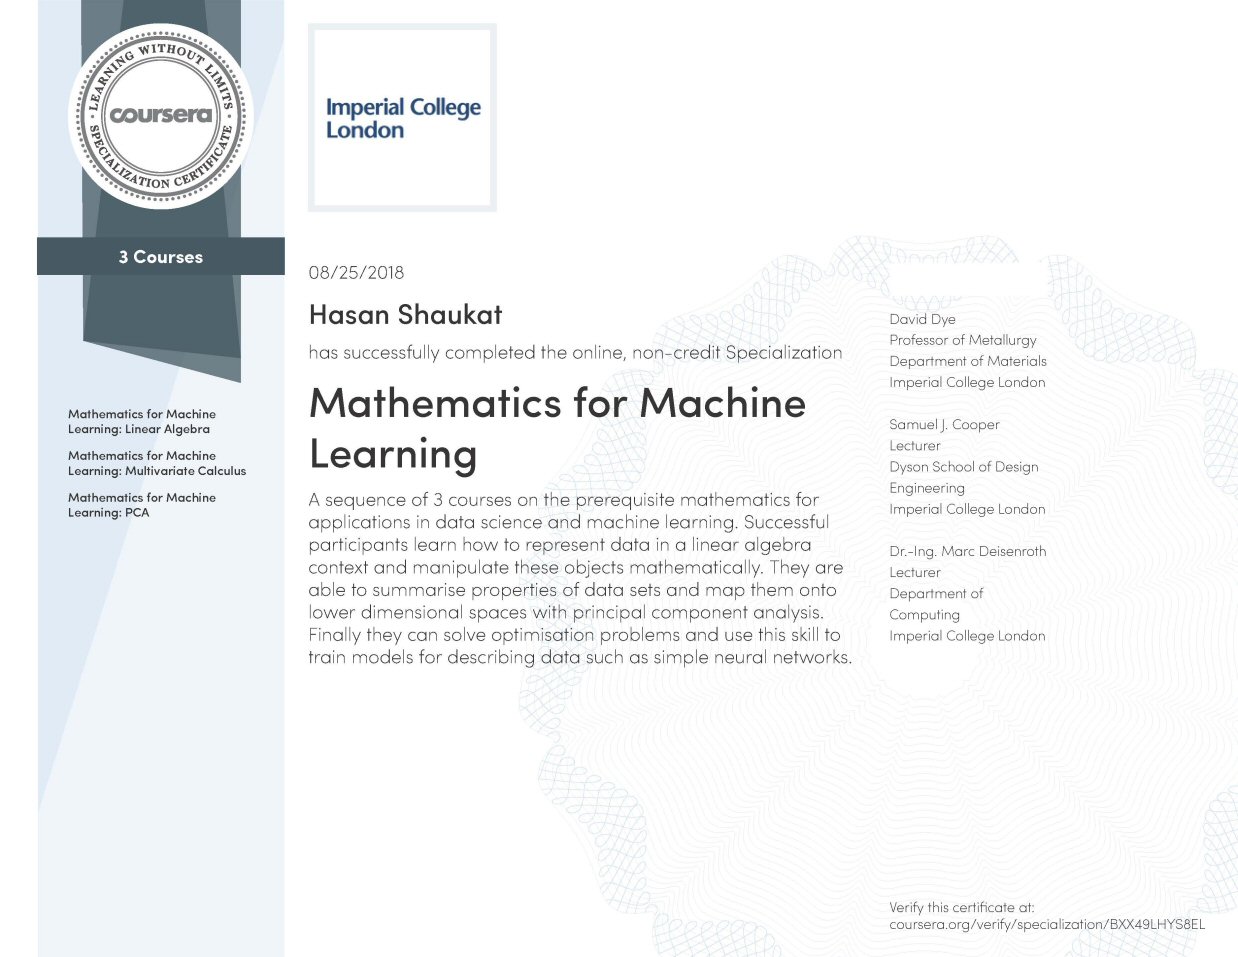 LEARNING WITHOUT LIMITS
coursera
SPECIALIZATION CERTIFICATE
3 Courses
Mathematics for Machine
Learning: Linear Algebra
Mathematics for Machine
Learning: Multivariate Calculus
Mathematics for Machine
Learning: PCA
Imperial College
London
08/25/2018
Hasan Shaukat
has successfully completed the online, non-credit Specialization
Mathematics for Machine
Learning
A sequence of 3 courses on the prerequisite mathematics for
applications in data science and machine learning. Successful
participants learn how to represent data in a linear algebra
context and manipulate these objects mathematically. They are
able to summarise properties of data sets and map them onto
lower dimensional spaces with principal component analysis.
Finally they can solve optimisation problems and use this skill to
train models for describing data such as simple neural networks.
David Dye
Professor of Metallurgy
Department of Materials
Imperial College London
Samuel J. Cooper
Lecturer
Dyson School of Design
Engineering
Imperial College London
Dr.-Ing. Marc Deisenroth
Lecturer
Department of
Computing
Imperial College London
Verify this certificate at:
coursera.org/verify/specialization/BXX49LHYS8EL